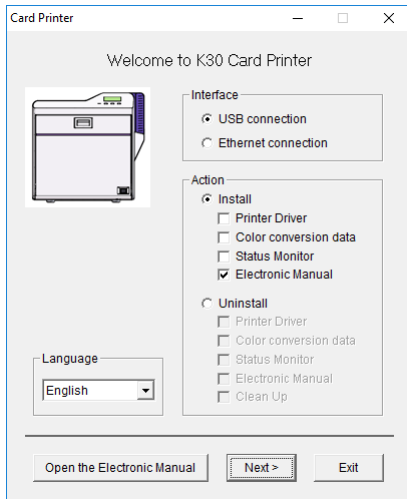 Card Printer
Welcome to K30 Card Printer
Interface
USB connection
Ethernet connection
Action
Install
Printer Driver
Color conversion data
Status Monitor
Electronic Manual
Uninstall
Printer Driver
Color conversion data
Status Monitor
Electronic Manual
Clean Up
Language
English
Open the Electronic Manual
Next >
Exit